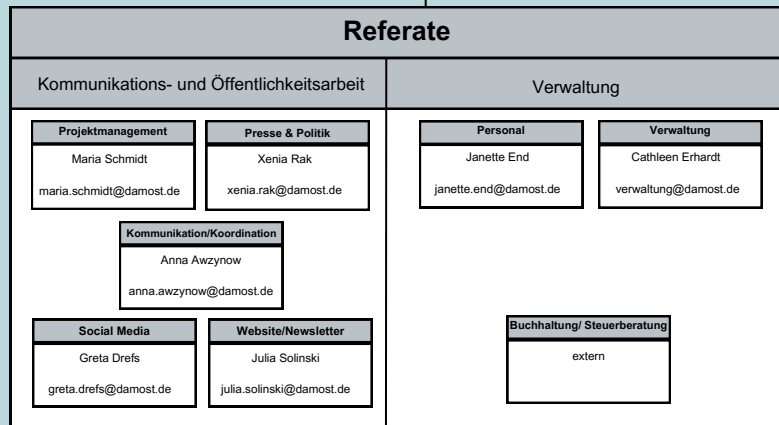 Referate
Kommunikations- und Öffentlichkeitsarbeit
Projektmanagement
Maria Schmidt
maria.schmidt@damost.de
Presse & Politik
Xenia Rak
xenia.rak@damost.de
Kommunikation/Koordination
Anna Awzynow
anna.awzynow@damost.de
Social Media
Greta Drefs
greta.drefs@damost.de
Website/Newsletter
Julia Solinski
julia.solinski@damost.de
Verwaltung
Personal
Janette End
janette.end@damost.de
Verwaltung
Cathleen Erhardt
verwaltung@damost.de
Buchhaltung/ Steuerberatung
extern